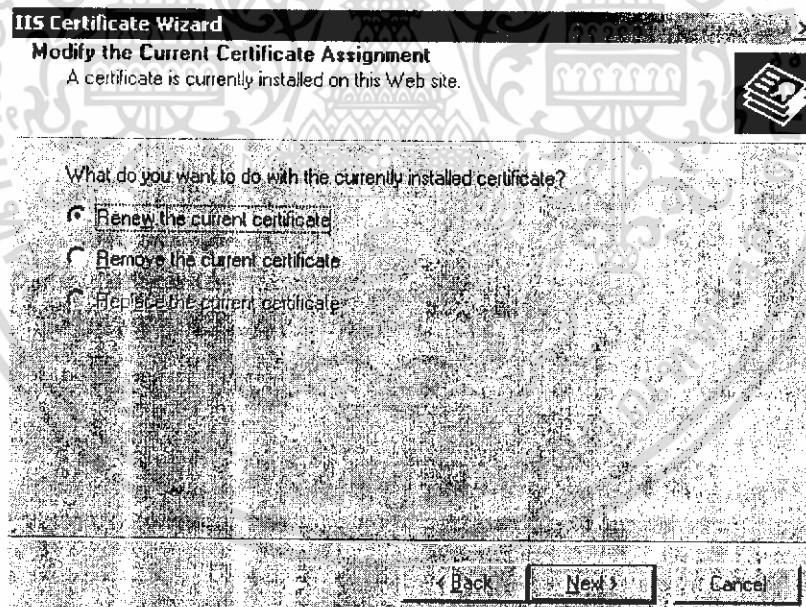 IIS Certificate Wizard
Modify the Current Certificate Assignment
A certificate is currently installed on this Web site.
What do you want to do with the currently installed certificate?
Renew the current certificate
Remove the current certificate
Replace the current certificate
< Back
Next >
Cancel